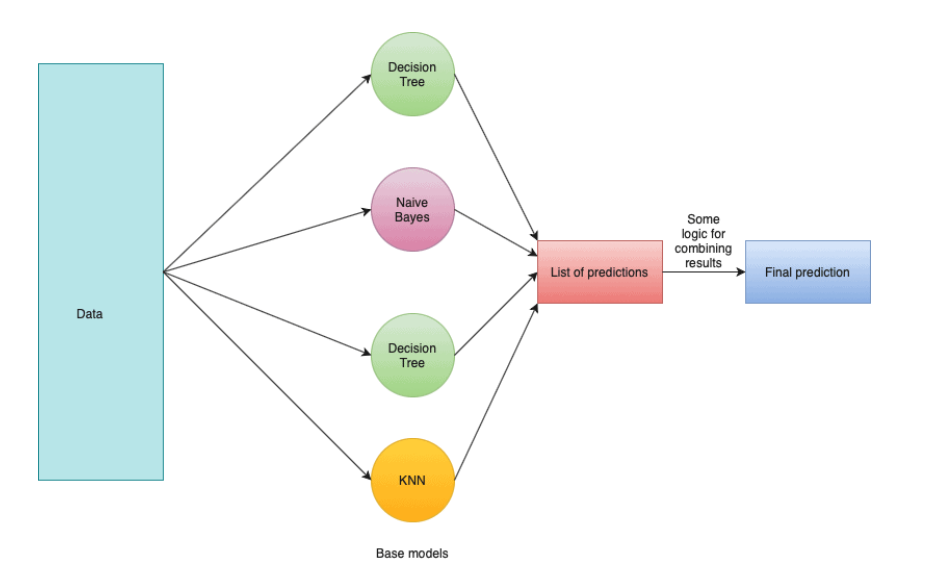 Data
Decision
Tree
Naive
Bayes
Decision
Tree
KNN
Base models
List of predictions
Some
logic for
combining
results
Final prediction